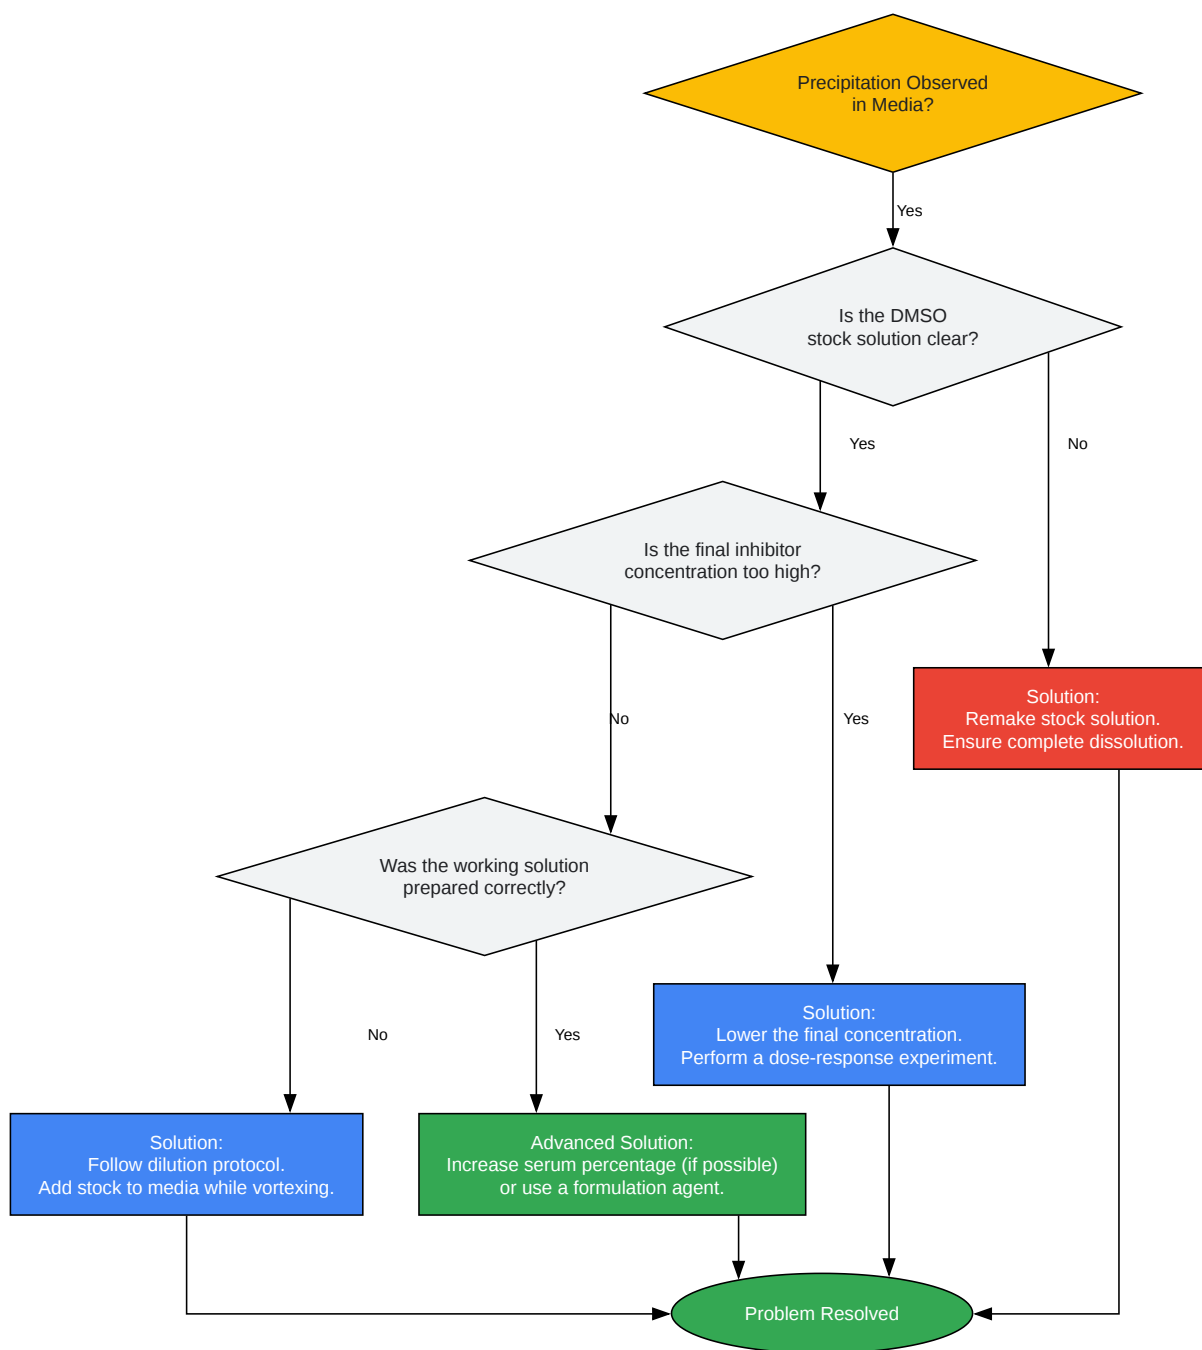 Precipitation Observed
in Media?
Yes
Is the DMSO
stock solution clear?
Yes
No
Is the final inhibitor
concentration too high?
No
Yes
Solution:
Remake stock solution.
Ensure complete dissolution.
Was the working solution
prepared correctly?
No
Yes
Solution:
Lower the final concentration.
Perform a dose-response experiment.
Solution:
Follow dilution protocol.
Add stock to media while vortexing.
Advanced Solution:
Increase serum percentage (if possible)
or use a formulation agent.
Problem Resolved